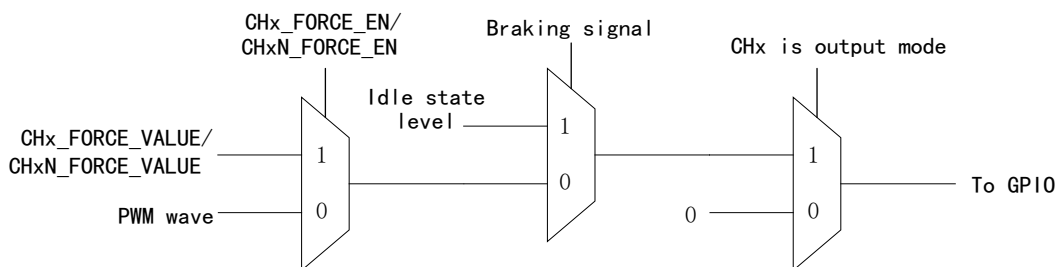 CHx_FORCE_EN/
CHxN_FORCE_EN
Braking signal
CHx is output mode
Idle state
level
1
CHx_FORCE_VALUE/
CHxN_FORCE_VALUE
1
1
0
To GPIO
PWM wave
0
0
0